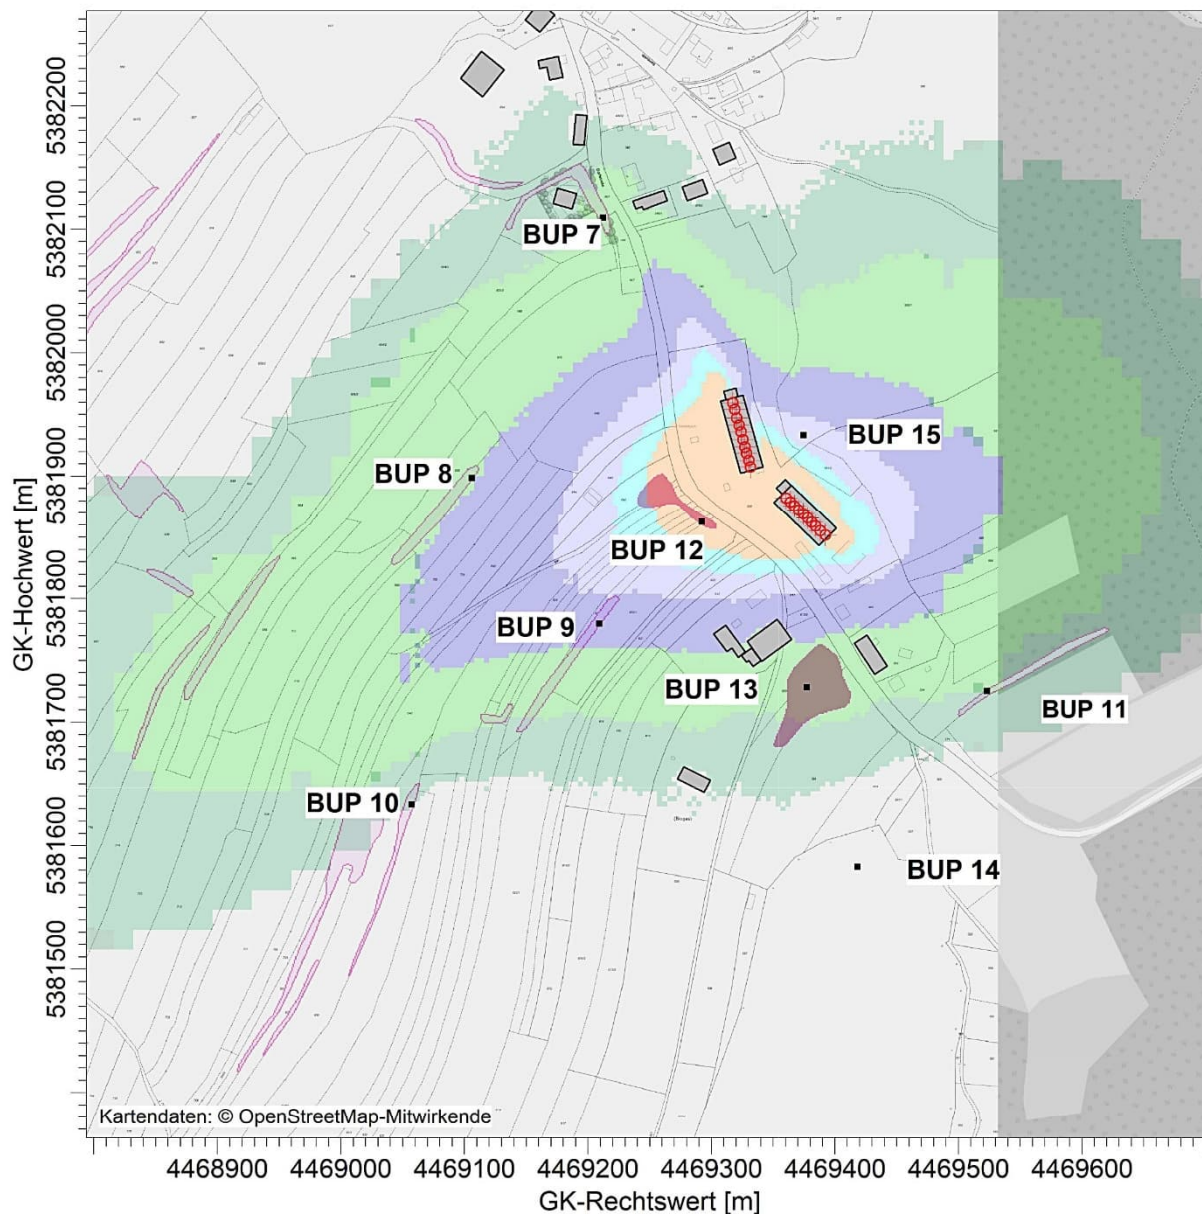 GK-Hochwert [m]
5382200
5382100
5382000
5381900
5381800
5381700
5381600
5381500
BUP 7
BUP 15
BUP 8
BUP 12
BUP 9
BUP 13
BUP 11
BUP 10
BUP 14
Kartendaten: © OpenStreetMap-Mitwirkende
4468900 4469000 4469100 4469200 4469300 4469400 4469500 4469600
GK-Rechtswert [m]